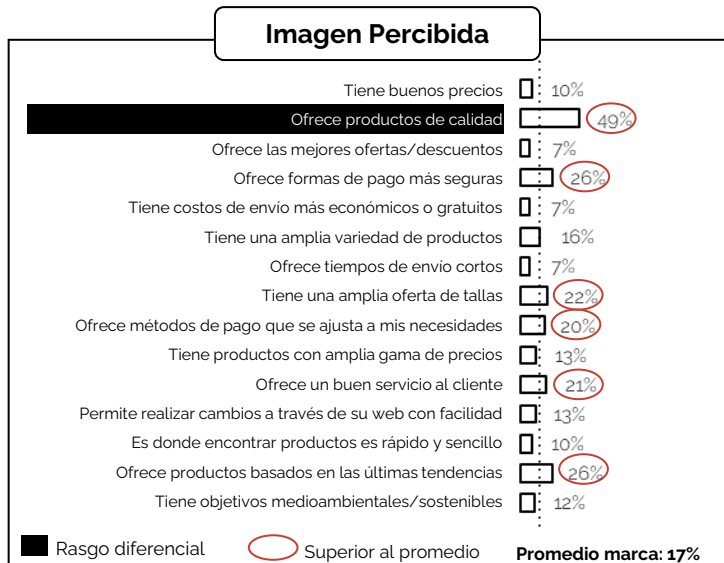 Imagen Percibida
Tiene buenos precios 10%
Ofrece productos de calidad 49%
Ofrece las mejores ofertas/descuentos 7%
Ofrece formas de pago más seguras 26%
Tiene costos de envío más económicos o gratuitos 7%
Tiene una amplia variedad de productos 16%
Ofrece tiempos de envío cortos 7%
Tiene una amplia oferta de tallas 22%
Ofrece métodos de pago que se ajusta a mis necesidades 20%
Tiene productos con amplia gama de precios 13%
Ofrece un buen servicio al cliente 21%
Permite realizar cambios a través de su web con facilidad 13%
Es donde encontrar productos es rápido y sencillo 10%
Ofrece productos basados en las últimas tendencias 26%
Tiene objetivos medioambientales/sostenibles 12%
Rasgo diferencial Superior al promedio Promedio marca: 17%